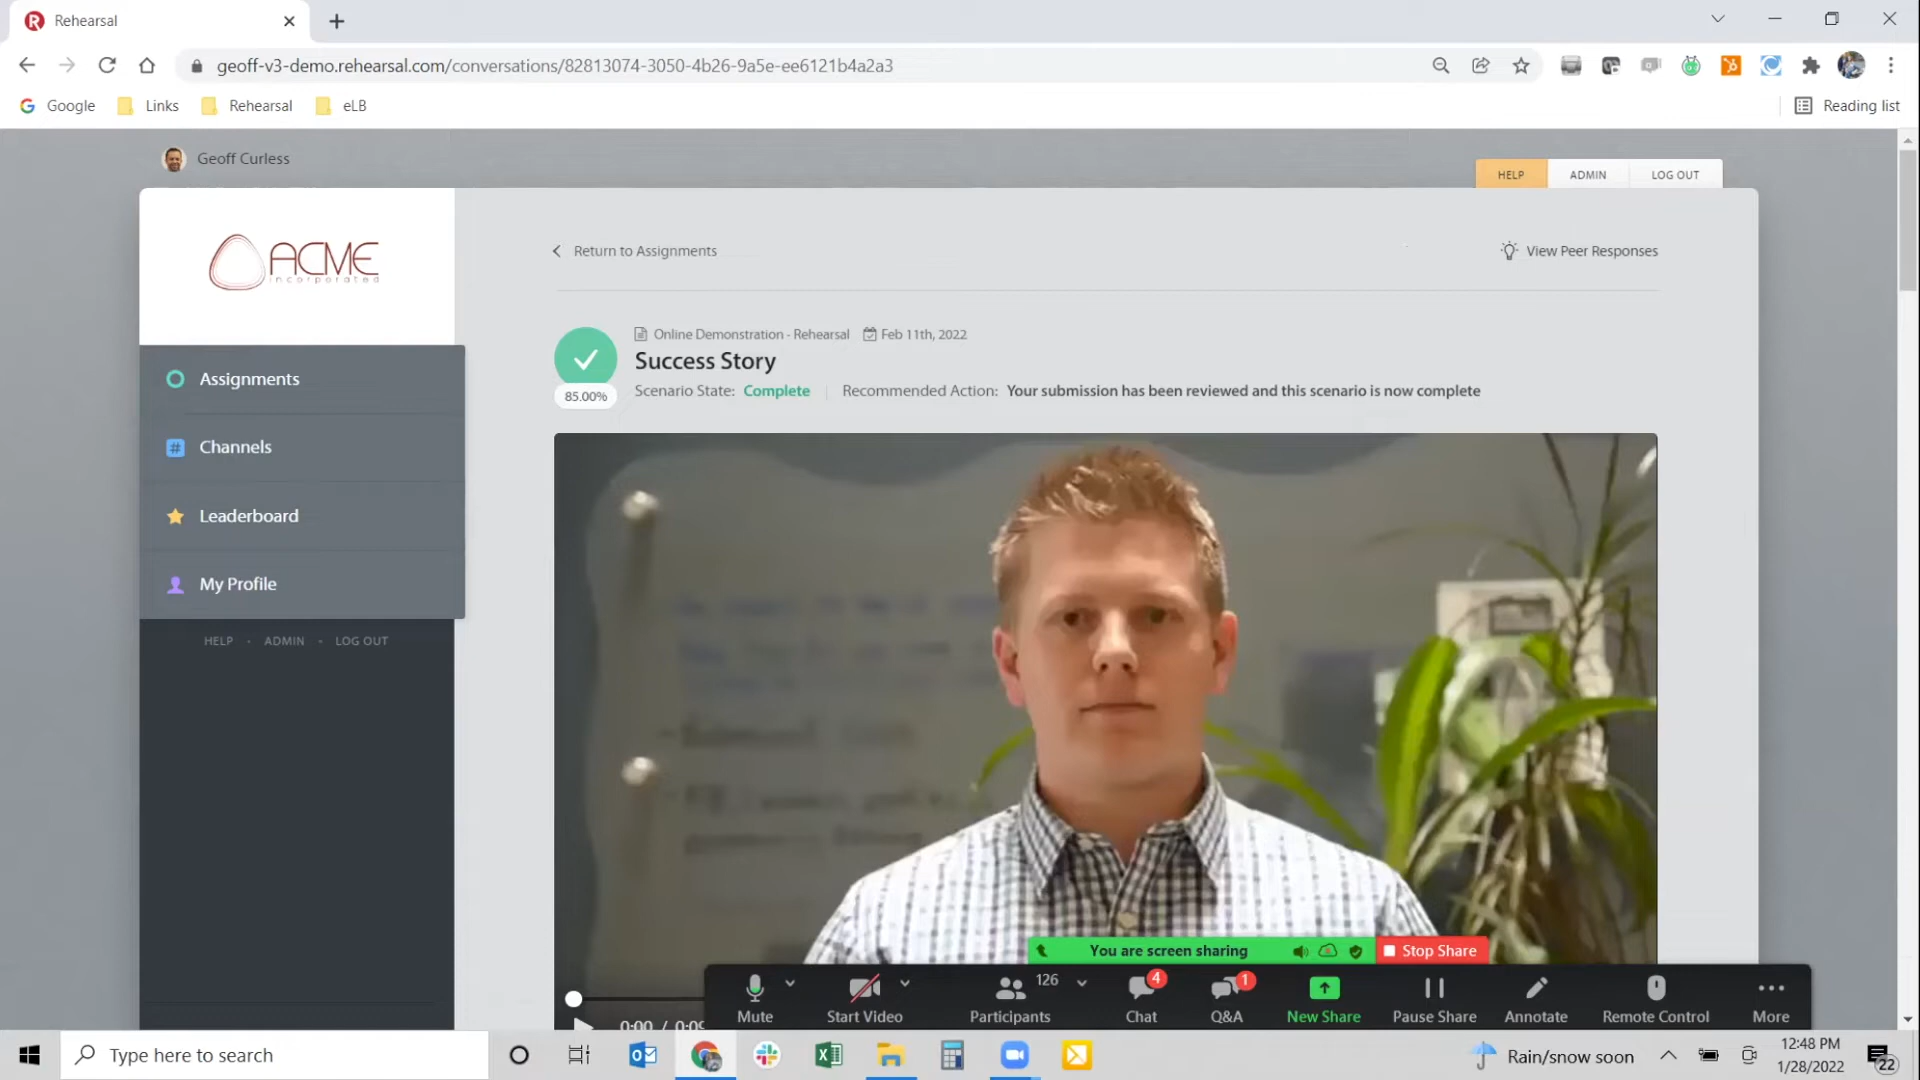 Rehearsal
geoff-v3-demo.rehearsal.com/conversations/82813074-3050-4b26-9a5e-ee6121b4a2a3
Google Links Rehearsal eLB Reading list
Geoff Curless
HELP ADMIN LOG OUT
ACME
incorporated
Return to Assignments View Peer Responses
Online Demonstration - Rehearsal Feb 11th, 2022
Success Story
85.00% Scenario State: Complete Recommended Action: Your submission has been reviewed and this scenario is now complete
Assignments
Channels
Leaderboard
My Profile
HELP • ADMIN • LOG OUT
You are screen sharing Stop Share
126 4 1
Mute Start Video Participants Chat Q&A New Share Pause Share Annotate Remote Control More
0:00 / 0:09
Type here to search
Rain/snow soon
12:48 PM
1/28/2022
22